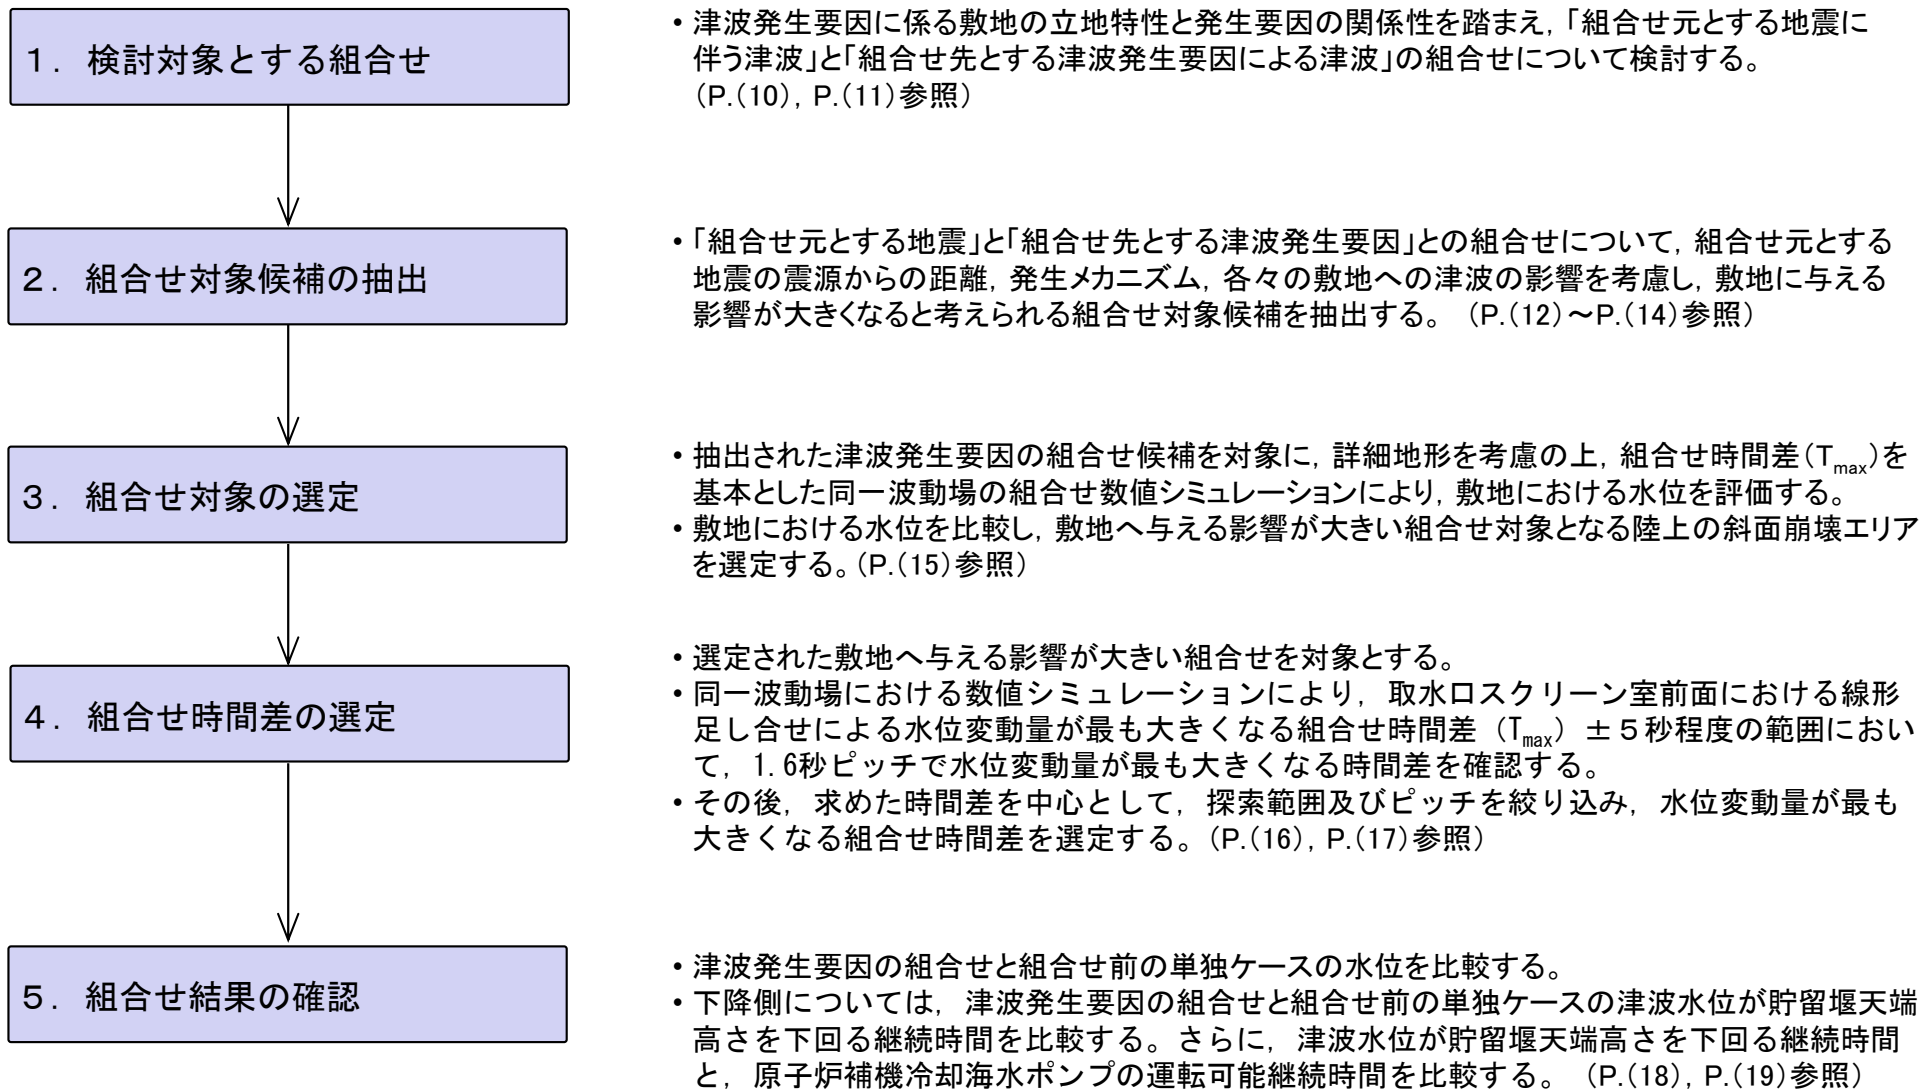 1．検討対象とする組合せ
・津波発生要因に係る敷地の立地特性と発生要因の関係性を踏まえ，「組合せ元とする地震に
伴う津波」と「組合せ先とする津波発生要因による津波」の組合せについて検討する。
（P.(10)，P.(11)参照）
2．組合せ対象候補の抽出
・「組合せ元とする地震」と「組合せ先とする津波発生要因」との組合せについて，組合せ元とする
地震の震源からの距離，発生メカニズム，各々の敷地への津波の影響を考慮し，敷地に与える
影響が大きくなると考えられる組合せ対象候補を抽出する。（P.(12)～P.(14)参照）
3．組合せ対象の選定
・抽出された津波発生要因の組合せ候補を対象に，詳細地形を考慮の上，組合せ時間差（Tmax）を
基本とした同一波動場の組合せ数値シミュレーションにより，敷地における水位を評価する。
・敷地における水位を比較し，敷地へ与える影響が大きい組合せ対象となる陸上の斜面崩壊エリア
を選定する。（P.(15)参照）
4．組合せ時間差の選定
・選定された敷地へ与える影響が大きい組合せを対象とする。
・同一波動場における数値シミュレーションにより，取水口スクリーン室前面における線形
足し合せによる水位変動量が最も大きくなる組合せ時間差（Tmax）±５秒程度の範囲におい
て，1.6秒ピッチで水位変動量が最も大きくなる時間差を確認する。
・その後，求めた時間差を中心として，探索範囲及びピッチを絞り込み，水位変動量が最も
大きくなる組合せ時間差を選定する。（P.(16)，P.(17)参照）
5．組合せ結果の確認
・津波発生要因の組合せと組合せ前の単独ケースの水位を比較する。
・下降側については，津波発生要因の組合せと組合せ前の単独ケースの津波水位が貯留堰天端
高さを下回る継続時間を比較する。さらに，津波水位が貯留堰天端高さを下回る継続時間
と，原子炉補機冷却海水ポンプの運転可能継続時間を比較する。（P.(18)，P.(19)参照）